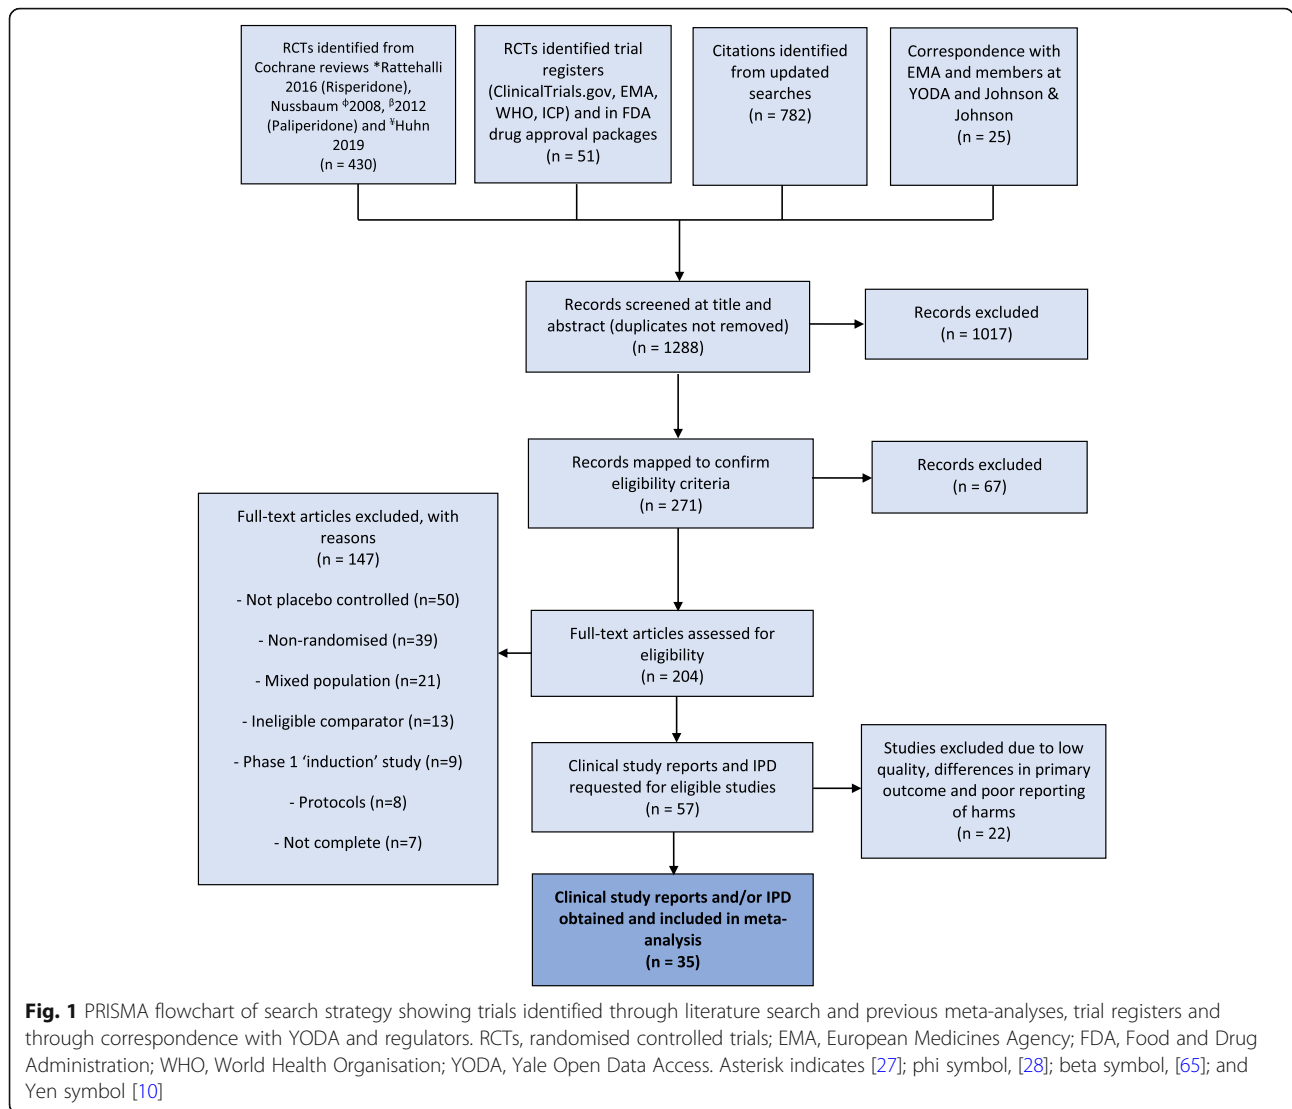 RCTs identified from
Cochrane reviews *Rattehalli
2016 (Risperidone),
Nussbaum ᶲ2008, ᵝ2012
(Paliperidone) and ¥Huhn
2019
(n = 430)
RCTs identified trial
registers
(ClinicalTrials.gov, EMA,
WHO, ICP) and in FDA
drug approval packages
(n = 51)
Citations identified
from updated
searches
(n = 782)
Correspondence with
EMA and members at
YODA and Johnson &
Johnson
(n = 25)
Records screened at title and
abstract (duplicates not removed)
(n = 1288)
Records excluded
(n = 1017)
Records mapped to confirm
eligibility criteria
(n = 271)
Records excluded
(n = 67)
Full-text articles excluded, with
reasons
(n = 147)
- Not placebo controlled (n=50)
- Non-randomised (n=39)
- Mixed population (n=21)
- Ineligible comparator (n=13)
- Phase 1 ‘induction’ study (n=9)
- Protocols (n=8)
- Not complete (n=7)
Full-text articles assessed for
eligibility
(n = 204)
Clinical study reports and IPD
requested for eligible studies
(n = 57)
Studies excluded due to low
quality, differences in primary
outcome and poor reporting
of harms
(n = 22)
Clinical study reports and/or IPD
obtained and included in meta-
analysis
(n = 35)
Fig. 1 PRISMA flowchart of search strategy showing trials identified through literature search and previous meta-analyses, trial registers and
through correspondence with YODA and regulators. RCTs, randomised controlled trials; EMA, European Medicines Agency; FDA, Food and Drug
Administration; WHO, World Health Organisation; YODA, Yale Open Data Access. Asterisk indicates [27]; phi symbol, [28]; beta symbol, [65]; and
Yen symbol [10]